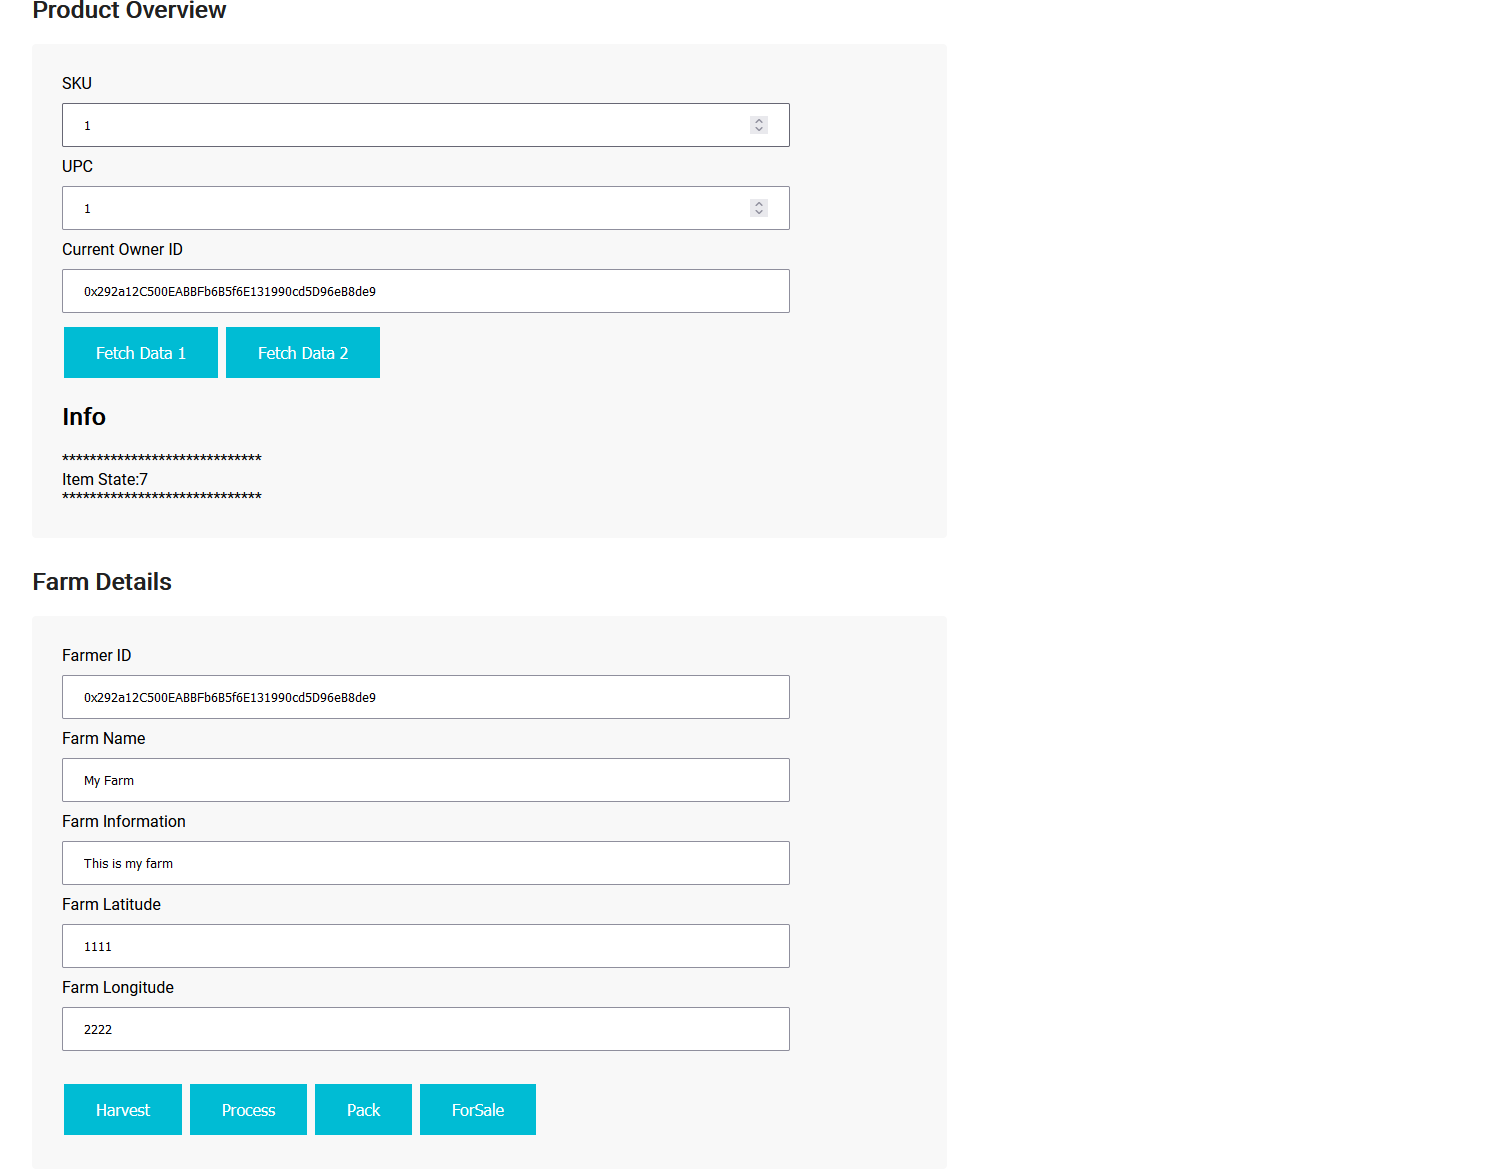 Product Overview
SKU
1
UPC
1
Current Owner ID
0x292a12C500EABBFb6B5f6E131990cd5D96eB8de9
Fetch Data 1 Fetch Data 2
Info
*****************************
Item State:7
*****************************
Farm Details
Farmer ID
0x292a12C500EABBFb6B5f6E131990cd5D96eB8de9
Farm Name
My Farm
Farm Information
This is my farm
Farm Latitude
1111
Farm Longitude
2222
Harvest Process Pack ForSale